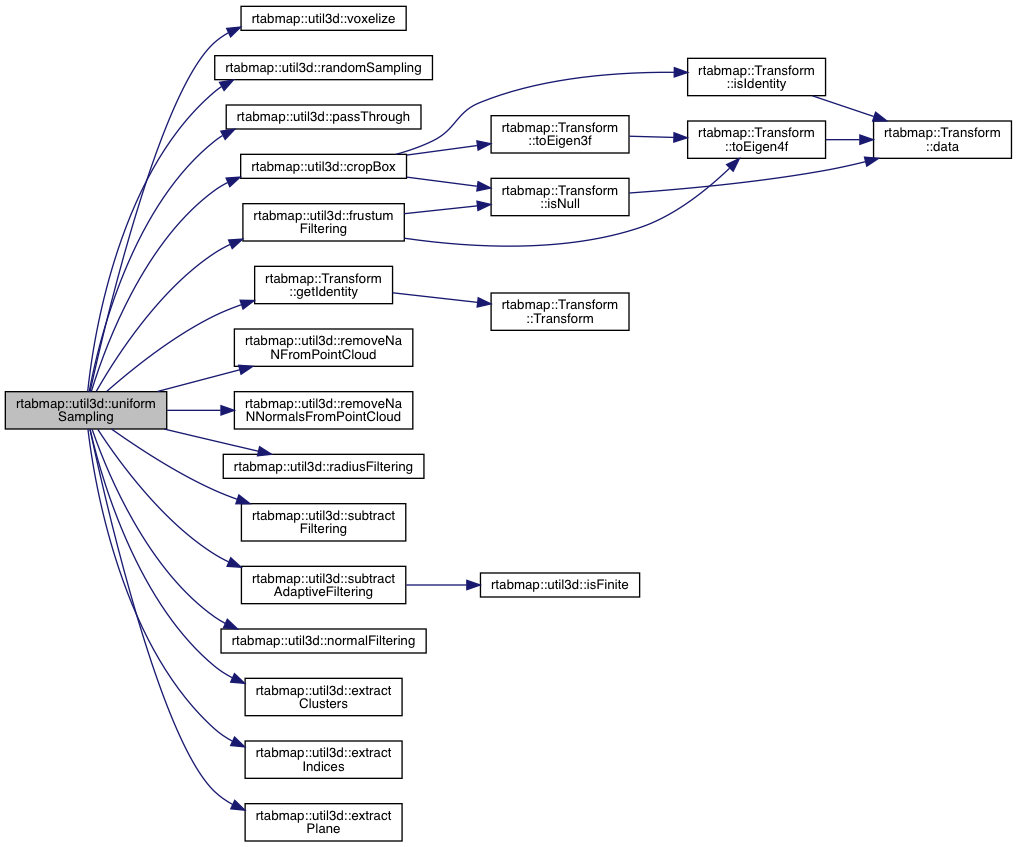 rtabmap::util3d::uniform
Sampling
rtabmap::util3d::voxelize
rtabmap::util3d::randomSampling
rtabmap::util3d::passThrough
rtabmap::util3d::cropBox
rtabmap::util3d::frustum
Filtering
rtabmap::Transform
::getIdentity
rtabmap::util3d::removeNa
NFromPointCloud
rtabmap::util3d::removeNa
NNormalsFromPointCloud
rtabmap::util3d::radiusFiltering
rtabmap::util3d::subtract
Filtering
rtabmap::util3d::subtract
AdaptiveFiltering
rtabmap::util3d::normalFiltering
rtabmap::util3d::extract
Clusters
rtabmap::util3d::extract
Indices
rtabmap::util3d::extract
Plane
rtabmap::Transform
::toEigen3f
rtabmap::Transform
::isNull
rtabmap::Transform
::Transform
rtabmap::util3d::isFinite
rtabmap::Transform
::isIdentity
rtabmap::Transform
::toEigen4f
rtabmap::Transform
::data